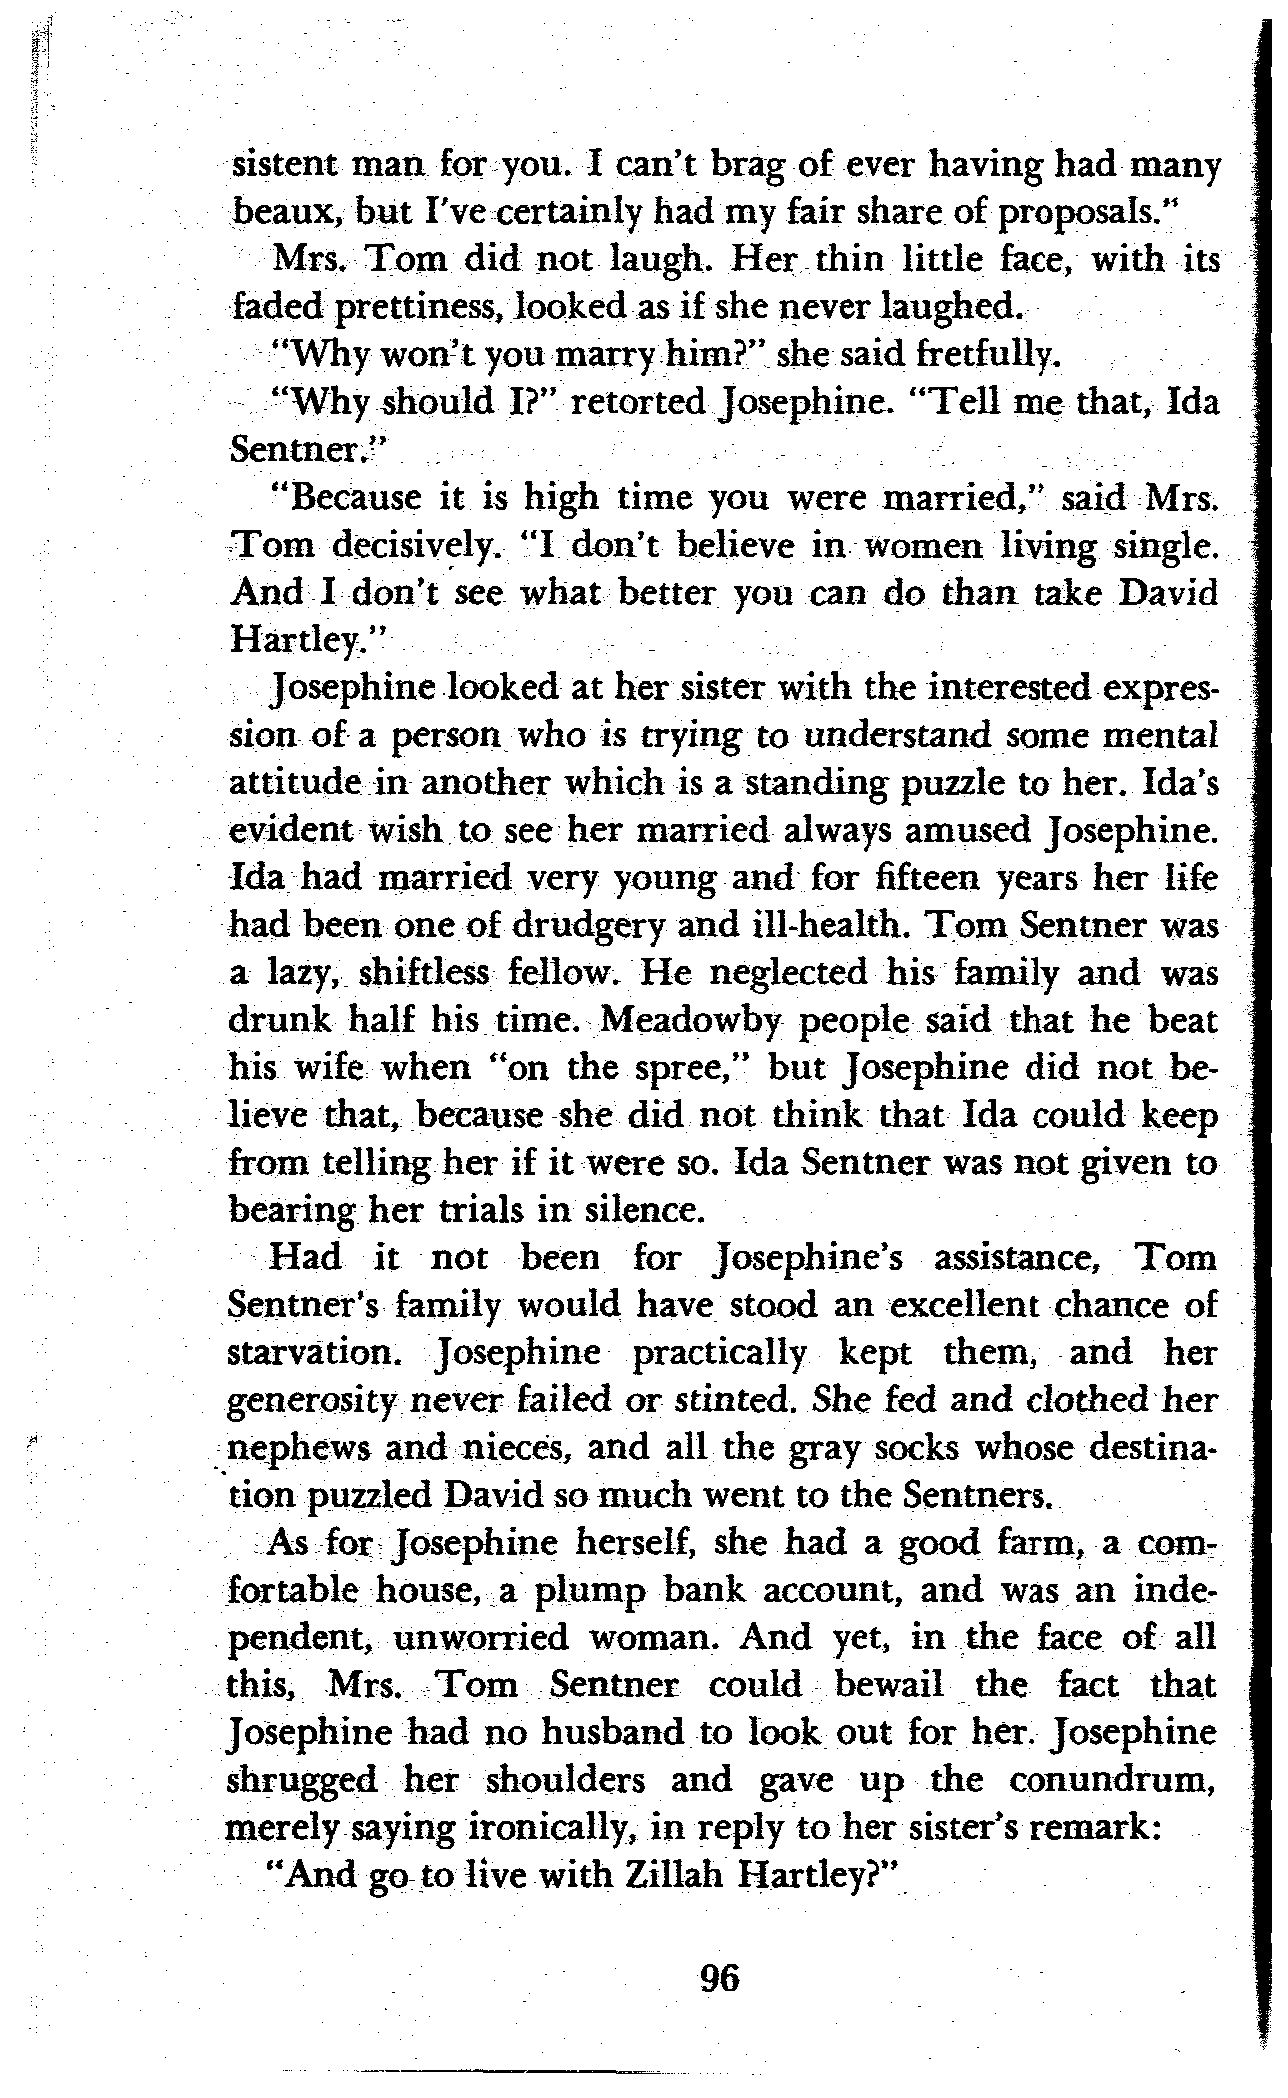 sistent man for you. I can't brag of ever having had many
beaux, but I've certainly had my fair share of proposals."
Mrs. Tom did not laugh. Her thin little face, with its
faded prettiness, looked as if she never laughed.
"Why won't you marry him?" she said fretfully.
"Why should I?" retorted Josephine. "Tell me that, Ida
Sentner."
"Because it is high time you were married," said Mrs.
Tom decisively. "I don't believe in women living single.
And I don't see what better you can do than take David
Hartley."
Josephine looked at her sister with the interested expres-
sion of a person who is trying to understand some mental
attitude in another which is a standing puzzle to her. Ida's
evident wish to see her married always amused Josephine.
Ida had married very young and for fifteen years her life
had been one of drudgery and ill-health. Tom Sentner was
a lazy, shiftless fellow. He neglected his family and was
drunk half his time. Meadowby people said that he beat
his wife when "on the spree," but Josephine did not be-
lieve that, because she did not think that Ida could keep
from telling her if it were so. Ida Sentner was not given to
bearing her trials in silence.
Had it not been for Josephine's assistance, Tom
Sentner's family would have stood an excellent chance of
starvation. Josephine practically kept them, and her
generosity never failed or stinted. She fed and clothed her
nephews and nieces, and all the gray socks whose destina-
tion puzzled David so much went to the Sentners.
As for Josephine herself, she had a good farm, a com-
fortable house, a plump bank account, and was an inde-
pendent, unworried woman. And yet, in the face of all
this, Mrs. Tom Sentner could bewail the fact that
Josephine had no husband to look out for her. Josephine
shrugged her shoulders and gave up the conundrum,
merely saying ironically, in reply to her sister's remark:
"And go to live with Zillah Hartley?"
96